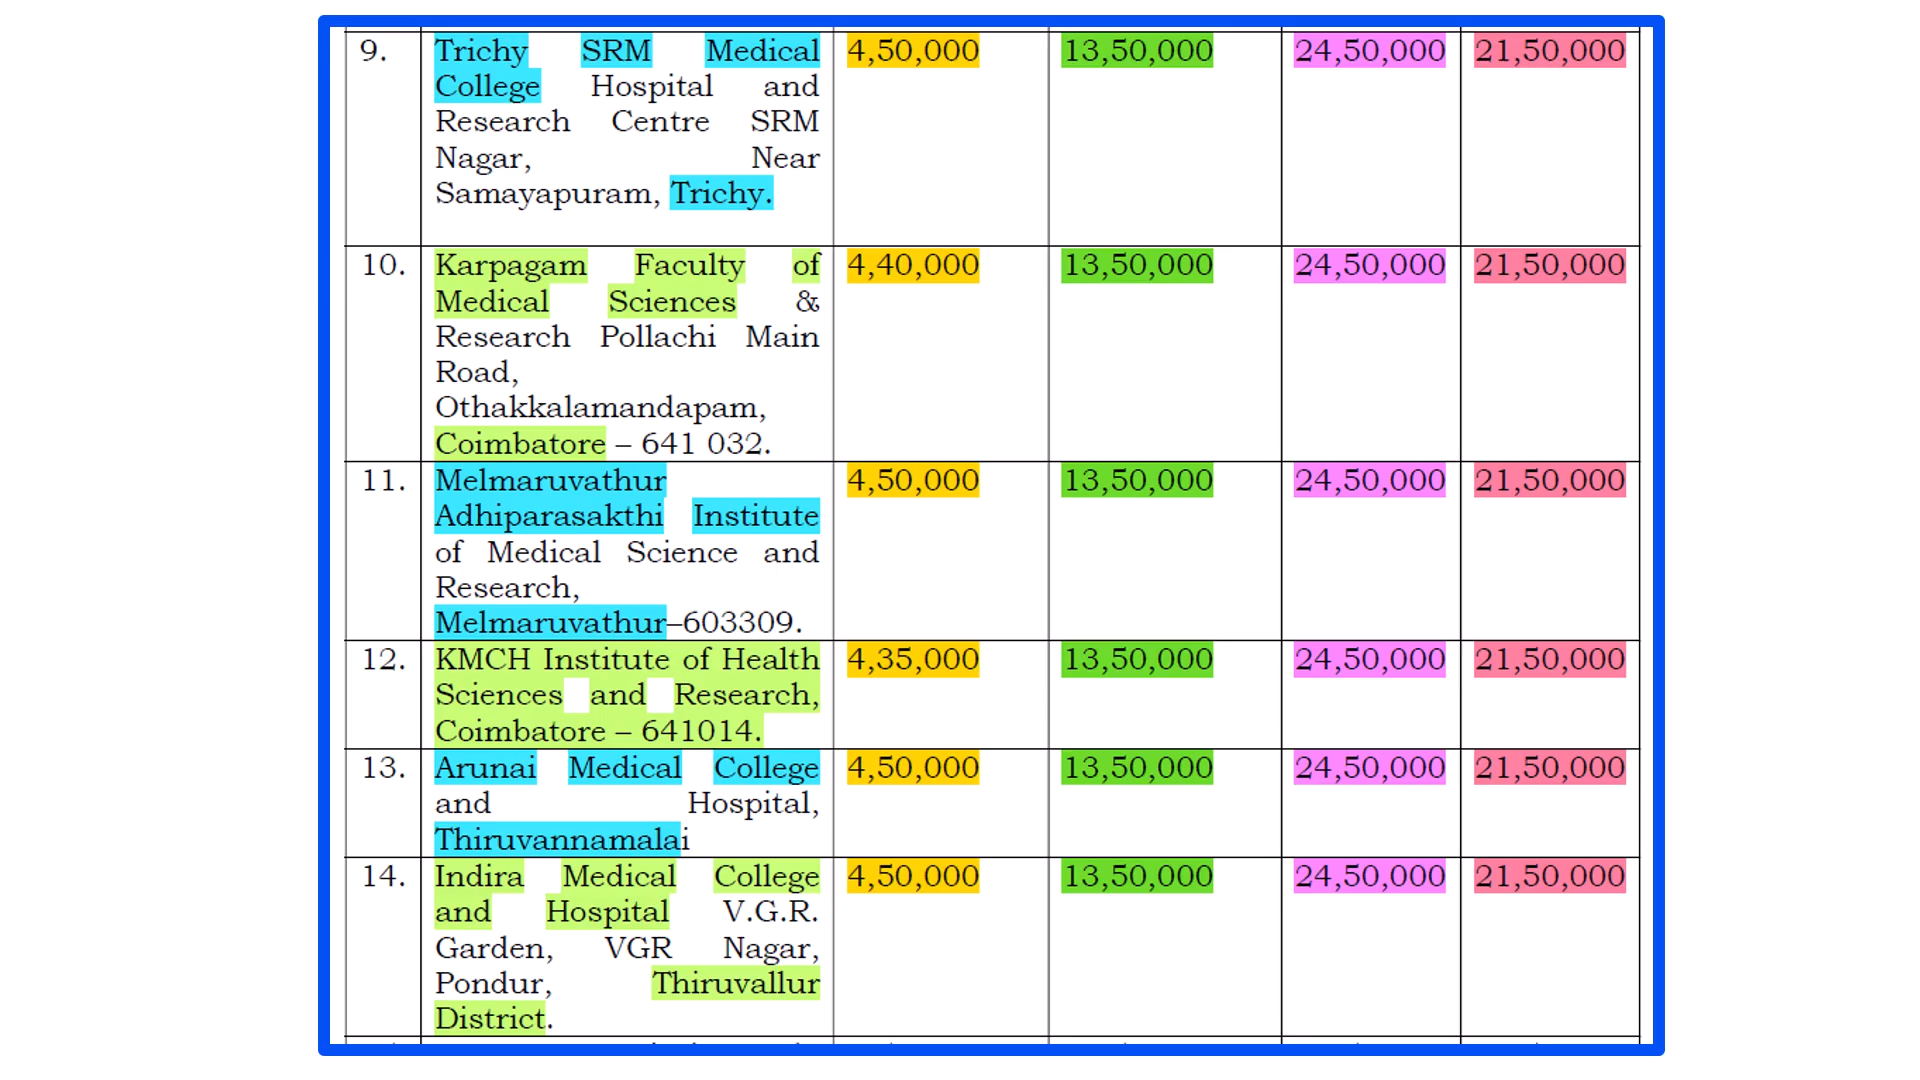 9. Trichy SRM Medical 4,50,000 13,50,000 24,50,000 21,50,000
College Hospital and
Research Centre SRM
Nagar, Near
Samayapuram, Trichy.
10. Karpagam Faculty of 4,40,000 13,50,000 24,50,000 21,50,000
Medical Sciences &
Research Pollachi Main
Road,
Othakkalamandapam,
Coimbatore – 641 032.
11. Melmaruvathur 4,50,000 13,50,000 24,50,000 21,50,000
Adhiparasakthi Institute
of Medical Science and
Research,
Melmaruvathur–603309.
12. KMCH Institute of Health 4,35,000 13,50,000 24,50,000 21,50,000
Sciences and Research,
Coimbatore – 641014.
13. Arunai Medical College 4,50,000 13,50,000 24,50,000 21,50,000
and Hospital,
Thiruvannamalai
14. Indira Medical College 4,50,000 13,50,000 24,50,000 21,50,000
and Hospital V.G.R.
Garden, VGR Nagar,
Pondur, Thiruvallur
District.